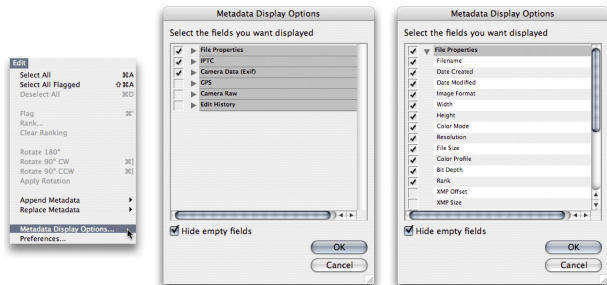 Edit
Select All ⌘A
Select All Flagged ⇧⌘A
Deselect All ⌘D
Flag ⌘'
Rank...
Clear Ranking
Rotate 180°
Rotate 90° CW ⌘]
Rotate 90° CCW ⌘[
Apply Rotation
Append Metadata
Replace Metadata
Metadata Display Options...
Preferences...
Metadata Display Options
Select the fields you want displayed
File Properties
IPTC
Camera Data (Exif)
GPS
Camera Raw
Edit History
Hide empty fields
OK
Cancel
Metadata Display Options
Select the fields you want displayed
File Properties
Filename
Date Created
Date Modified
Image Format
Width
Height
Color Mode
Resolution
File Size
Color Profile
Bit Depth
Rank
XMP Offset
XMP Size
Hide empty fields
OK
Cancel